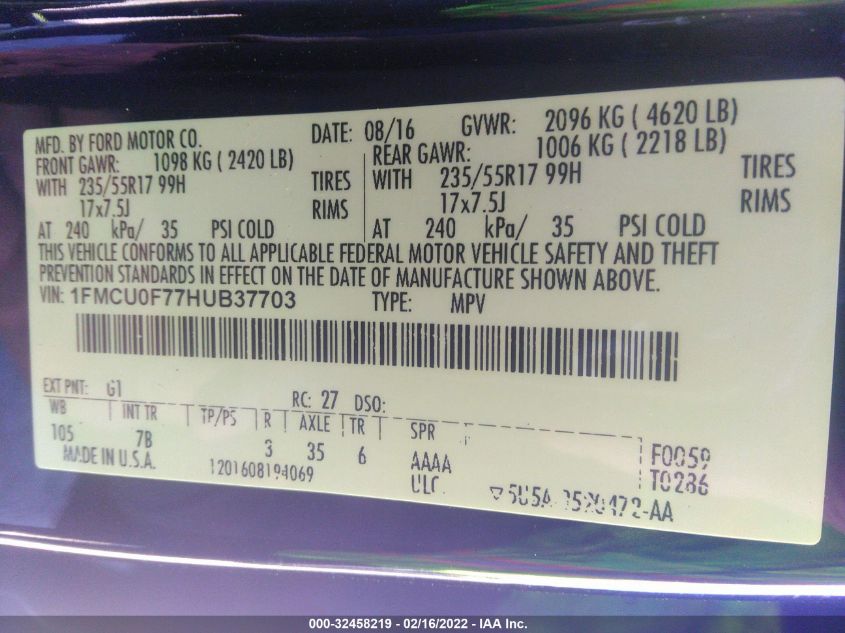 MFD. BY FORD MOTOR CO. DATE: 08/16 GVWR: 2096 KG ( 4620 LB)
FRONT GAWR: 1098 KG ( 2420 LB) REAR GAWR: 1006 KG ( 2218 LB)
WITH 235/55R17 99H TIRES WITH 235/55R17 99H TIRES
17x7.5J RIMS 17x7.5J RIMS
AT 240 kPa/ 35 PSI COLD AT 240 kPa/ 35 PSI COLD
THIS VEHICLE CONFORMS TO ALL APPLICABLE FEDERAL MOTOR VEHICLE SAFETY AND THEFT
PREVENTION STANDARDS IN EFFECT ON THE DATE OF MANUFACTURE SHOWN ABOVE.
VIN: 1FMCU0F77HUB37703 TYPE: MPV
EXT PNT: G1 RC: 27 DSO:
WB INT TR TP/PS R AXLE TR SPR
105 7B 3 35 6 AAAA F0059
MADE IN U.S.A. 1201608194069 T0286
000-32458219 - 02/16/2022 - IAA Inc.